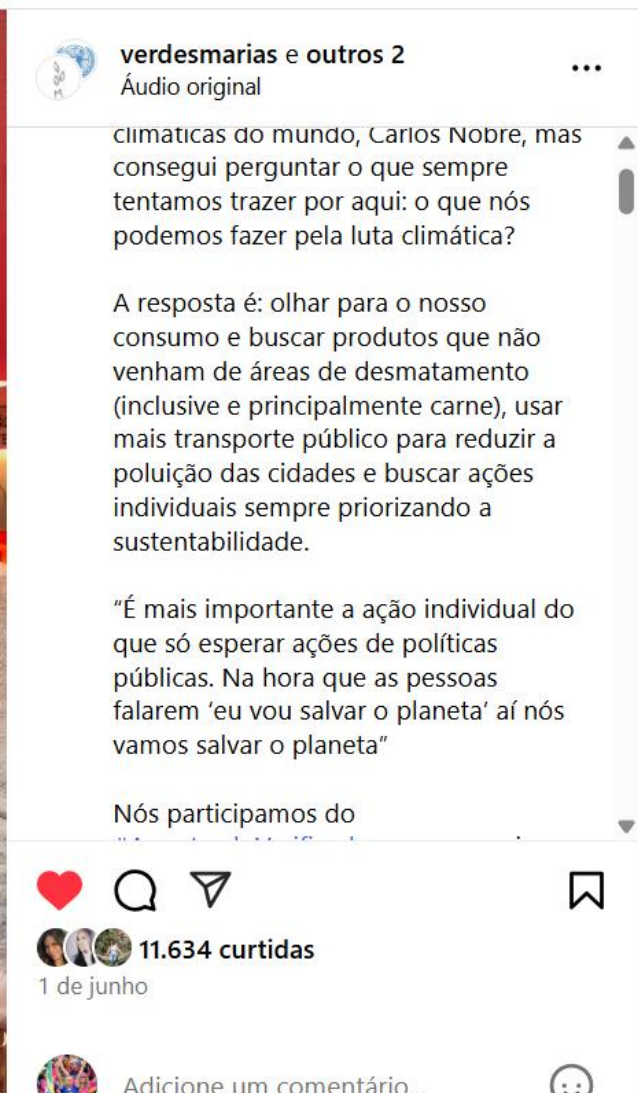 verdesmarias e outros 2
Áudio original
climáticas do mundo, Carlos Nobre, mas
consegui perguntar o que sempre
tentamos trazer por aqui: o que nós
podemos fazer pela luta climática?
A resposta é: olhar para o nosso
consumo e buscar produtos que não
venham de áreas de desmatamento
(inclusive e principalmente carne), usar
mais transporte público para reduzir a
poluição das cidades e buscar ações
individuais sempre priorizando a
sustentabilidade.
“É mais importante a ação individual do
que só esperar ações de políticas
públicas. Na hora que as pessoas
falarem ‘eu vou salvar o planeta’ aí nós
vamos salvar o planeta”
Nós participamos do
11.634 curtidas
1 de junho
Adicione um comentário...